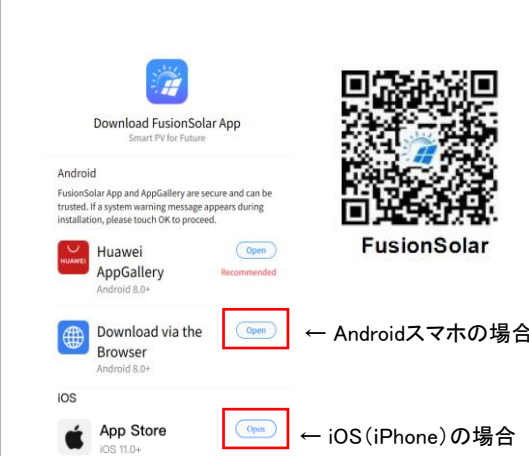 Download FusionSolar App
Smart PV for Future
Android
FusionSolar App and AppGallery are secure and can be
trusted. If a system warning message appears during
installation, please touch OK to proceed.
HUAWEI
Huawei
AppGallery
Android 8.0+
Open
Recommended
Download via the
Browser
Android 8.0+
Open
← Androidスマホの場合
iOS
App Store
iOS 11.0+
Open
← iOS（iPhone）の場合
FusionSolar